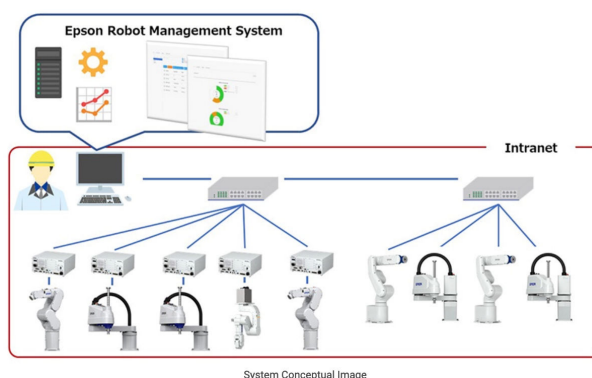 Epson Robot Management System
Intranet
System Conceptual Image